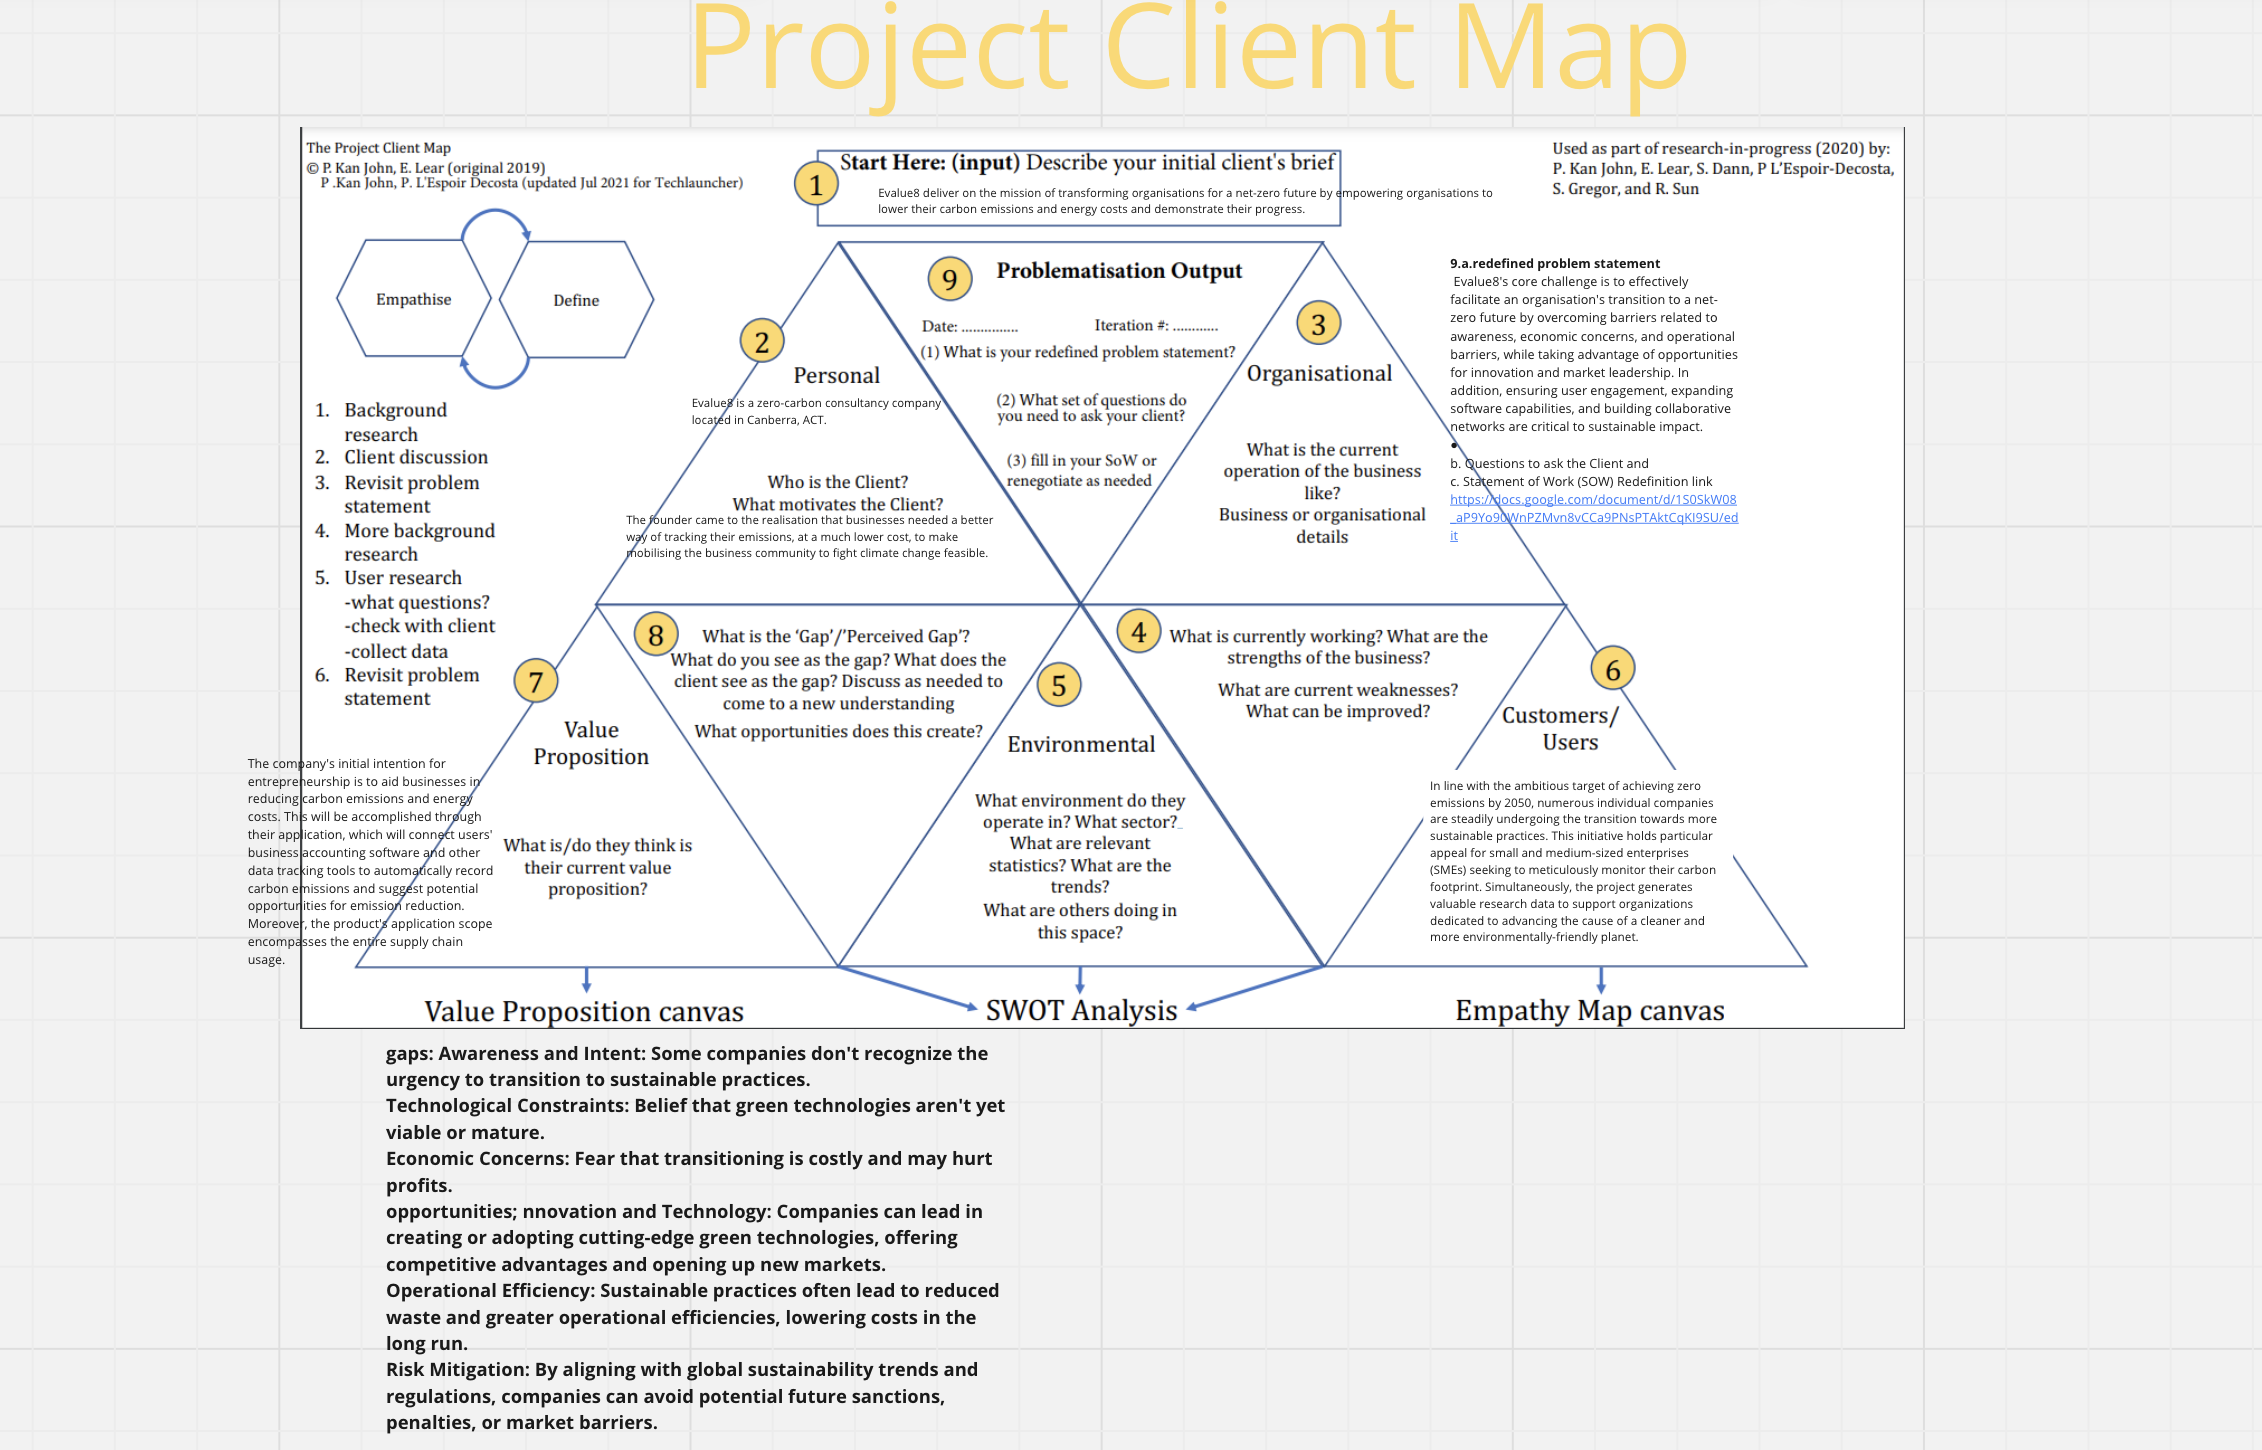 Project Client Map
The Project Client Map
© P. Kan John, E. Lear (original 2019)
P .Kan John, P. L'Espoir Decosta (updated Jul 2021 for Techlauncher)
1
Start Here: (input) Describe your initial client's brief
Evalue8 deliver on the mission of transforming organisations for a net-zero future by empowering organisations to
lower their carbon emissions and energy costs and demonstrate their progress.
Used as part of research-in-progress (2020) by:
P. Kan John, E. Lear, S. Dann, P L'Espoir-Decosta,
S. Gregor, and R. Sun
Empathise
Define
1. Background
research
2. Client discussion
3. Revisit problem
statement
4. More background
research
5. User research
-what questions?
-check with client
-collect data
6. Revisit problem
statement
2
Personal
Evalue8 is a zero-carbon consultancy company
located in Canberra, ACT.
Who is the Client?
What motivates the Client?
The founder came to the realisation that businesses needed a better
way of tracking their emissions, at a much lower cost, to make
mobilising the business community to fight climate change feasible.
9
Problematisation Output
Date: ............... Iteration #: ............
(1) What is your redefined problem statement?
(2) What set of questions do
you need to ask your client?
(3) fill in your SoW or
renegotiate as needed
3
Organisational
What is the current
operation of the business
like?
Business or organisational
details
9.a.redefined problem statement
Evalue8's core challenge is to effectively
facilitate an organisation's transition to a net-
zero future by overcoming barriers related to
awareness, economic concerns, and operational
barriers, while taking advantage of opportunities
for innovation and market leadership. In
addition, ensuring user engagement, expanding
software capabilities, and building collaborative
networks are critical to sustainable impact.
•
b. Questions to ask the Client and
c. Statement of Work (SOW) Redefinition link
https://docs.google.com/document/d/1S0SkW08
_aP9Yo90WnPZMvn8vCCa9PNsPTAktCqKI9SU/ed
it
7
Value
Proposition
What is/do they think is
their current value
proposition?
The company's initial intention for
entrepreneurship is to aid businesses in
reducing carbon emissions and energy
costs. This will be accomplished through
their application, which will connect users'
business accounting software and other
data tracking tools to automatically record
carbon emissions and suggest potential
opportunities for emission reduction.
Moreover, the product's application scope
encompasses the entire supply chain
usage.
8
What is the ‘Gap’/’Perceived Gap’?
What do you see as the gap? What does the
client see as the gap? Discuss as needed to
come to a new understanding
What opportunities does this create?
5
Environmental
What environment do they
operate in? What sector?
What are relevant
statistics? What are the
trends?
What are others doing in
this space?
4
What is currently working? What are the
strengths of the business?
What are current weaknesses?
What can be improved?
6
Customers/
Users
In line with the ambitious target of achieving zero
emissions by 2050, numerous individual companies
are steadily undergoing the transition towards more
sustainable practices. This initiative holds particular
appeal for small and medium-sized enterprises
(SMEs) seeking to meticulously monitor their carbon
footprint. Simultaneously, the project generates
valuable research data to support organizations
dedicated to advancing the cause of a cleaner and
more environmentally-friendly planet.
Value Proposition canvas
SWOT Analysis
Empathy Map canvas
gaps: Awareness and Intent: Some companies don't recognize the
urgency to transition to sustainable practices.
Technological Constraints: Belief that green technologies aren't yet
viable or mature.
Economic Concerns: Fear that transitioning is costly and may hurt
profits.
opportunities; nnovation and Technology: Companies can lead in
creating or adopting cutting-edge green technologies, offering
competitive advantages and opening up new markets.
Operational Efficiency: Sustainable practices often lead to reduced
waste and greater operational efficiencies, lowering costs in the
long run.
Risk Mitigation: By aligning with global sustainability trends and
regulations, companies can avoid potential future sanctions,
penalties, or market barriers.